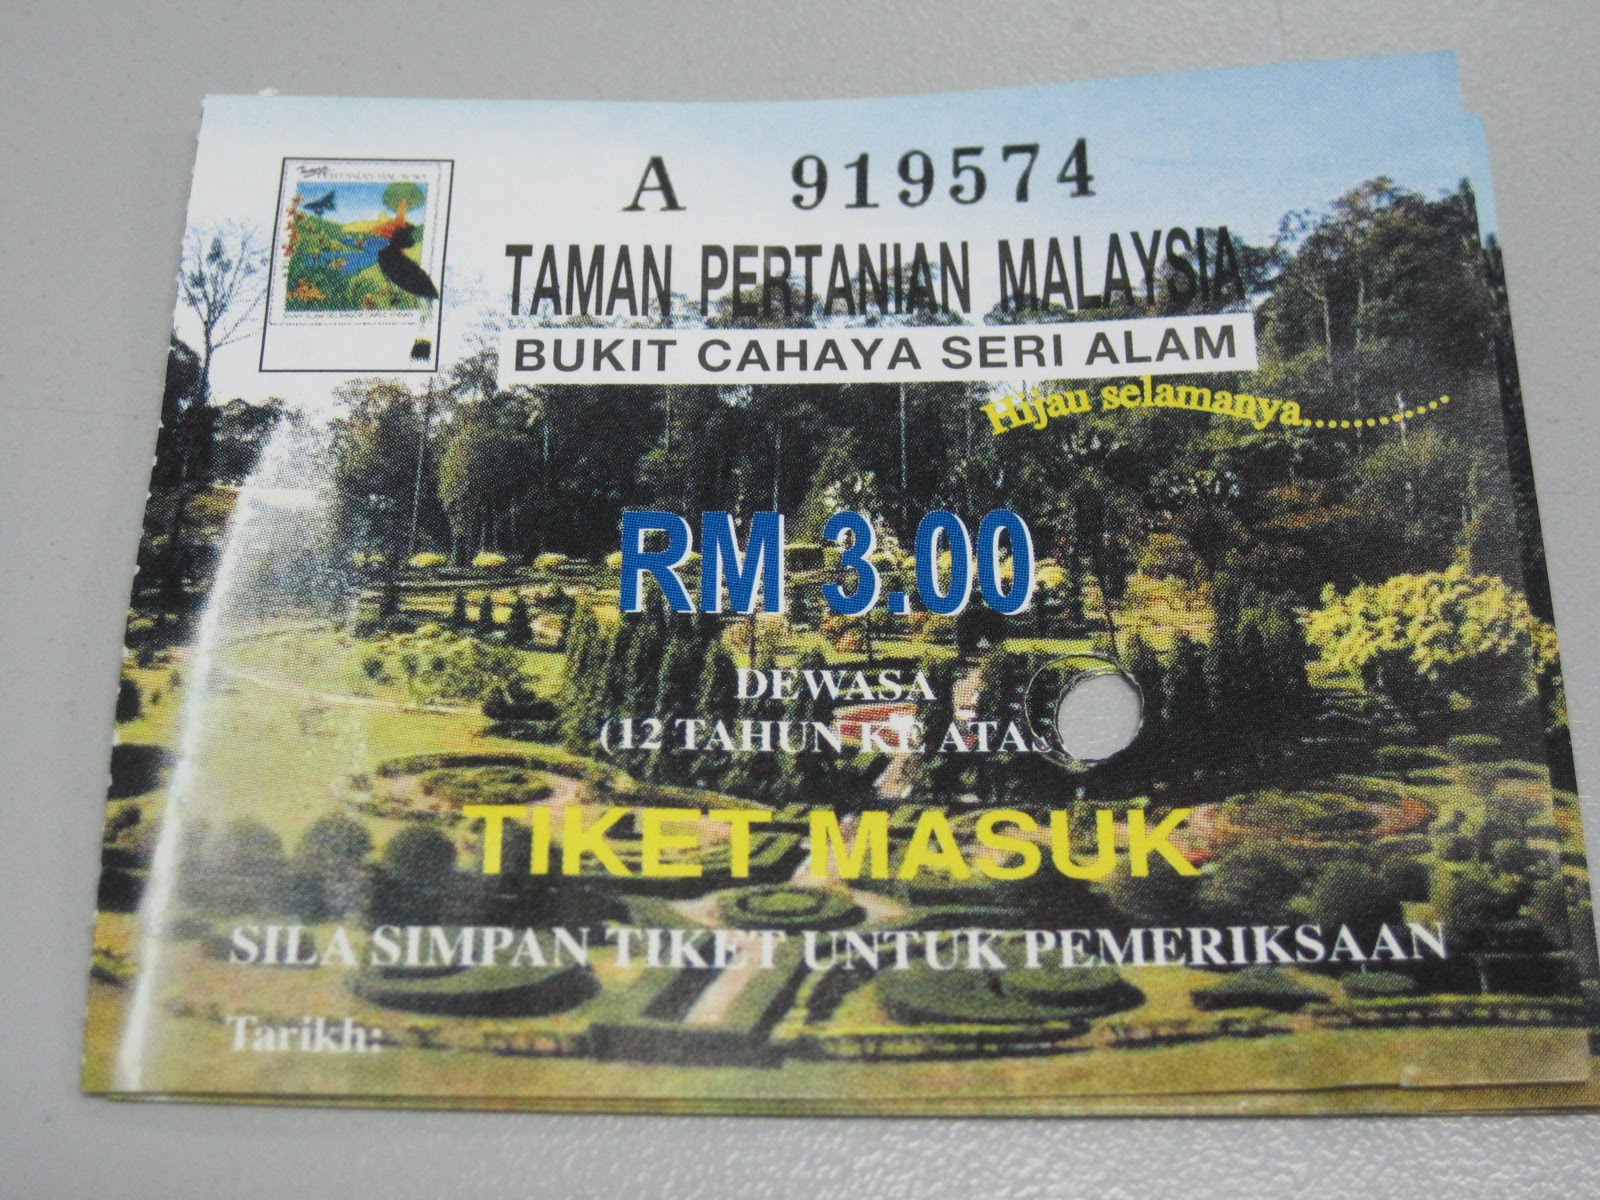 A 919574
TAMAN PERTANIAN MALAYSIA
BUKIT CAHAYA SERI ALAM
Hijau selamanya..........
RM 3.00
DEWASA
(12 TAHUN KE ATAS
TIKET MASUK
SILA SIMPAN TIKET UNTUK PEMERIKSAAN
Tarikh: